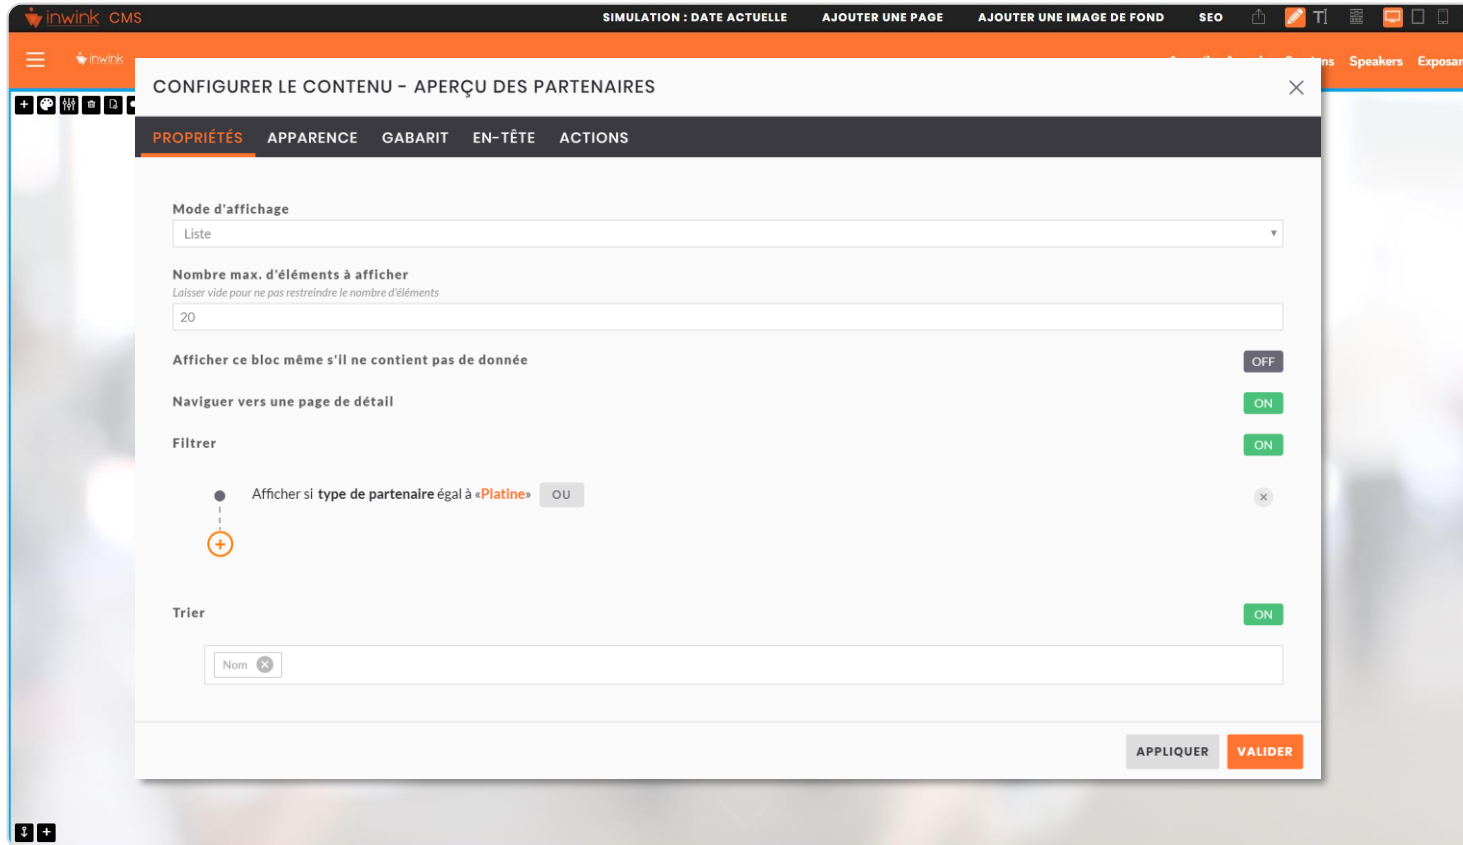 inwink CMS
SIMULATION : DATE ACTUELLE AJOUTER UNE PAGE AJOUTER UNE IMAGE DE FOND SEO
inwink
Speakers
CONFIGURER LE CONTENU - APERÇU DES PARTENAIRES
PROPRIÉTÉS APPARENCE GABARIT EN-TÊTE ACTIONS
Mode d'affichage
Liste
Nombre max. d'éléments à afficher
Laisser vide pour ne pas restreindre le nombre d'éléments
20
Afficher ce bloc même s'il ne contient pas de donnée OFF
Naviguer vers une page de détail ON
Filtrer ON
Afficher si type de partenaire égal à «Platine» OU
Trier ON
Nom
APPLIQUER VALIDER